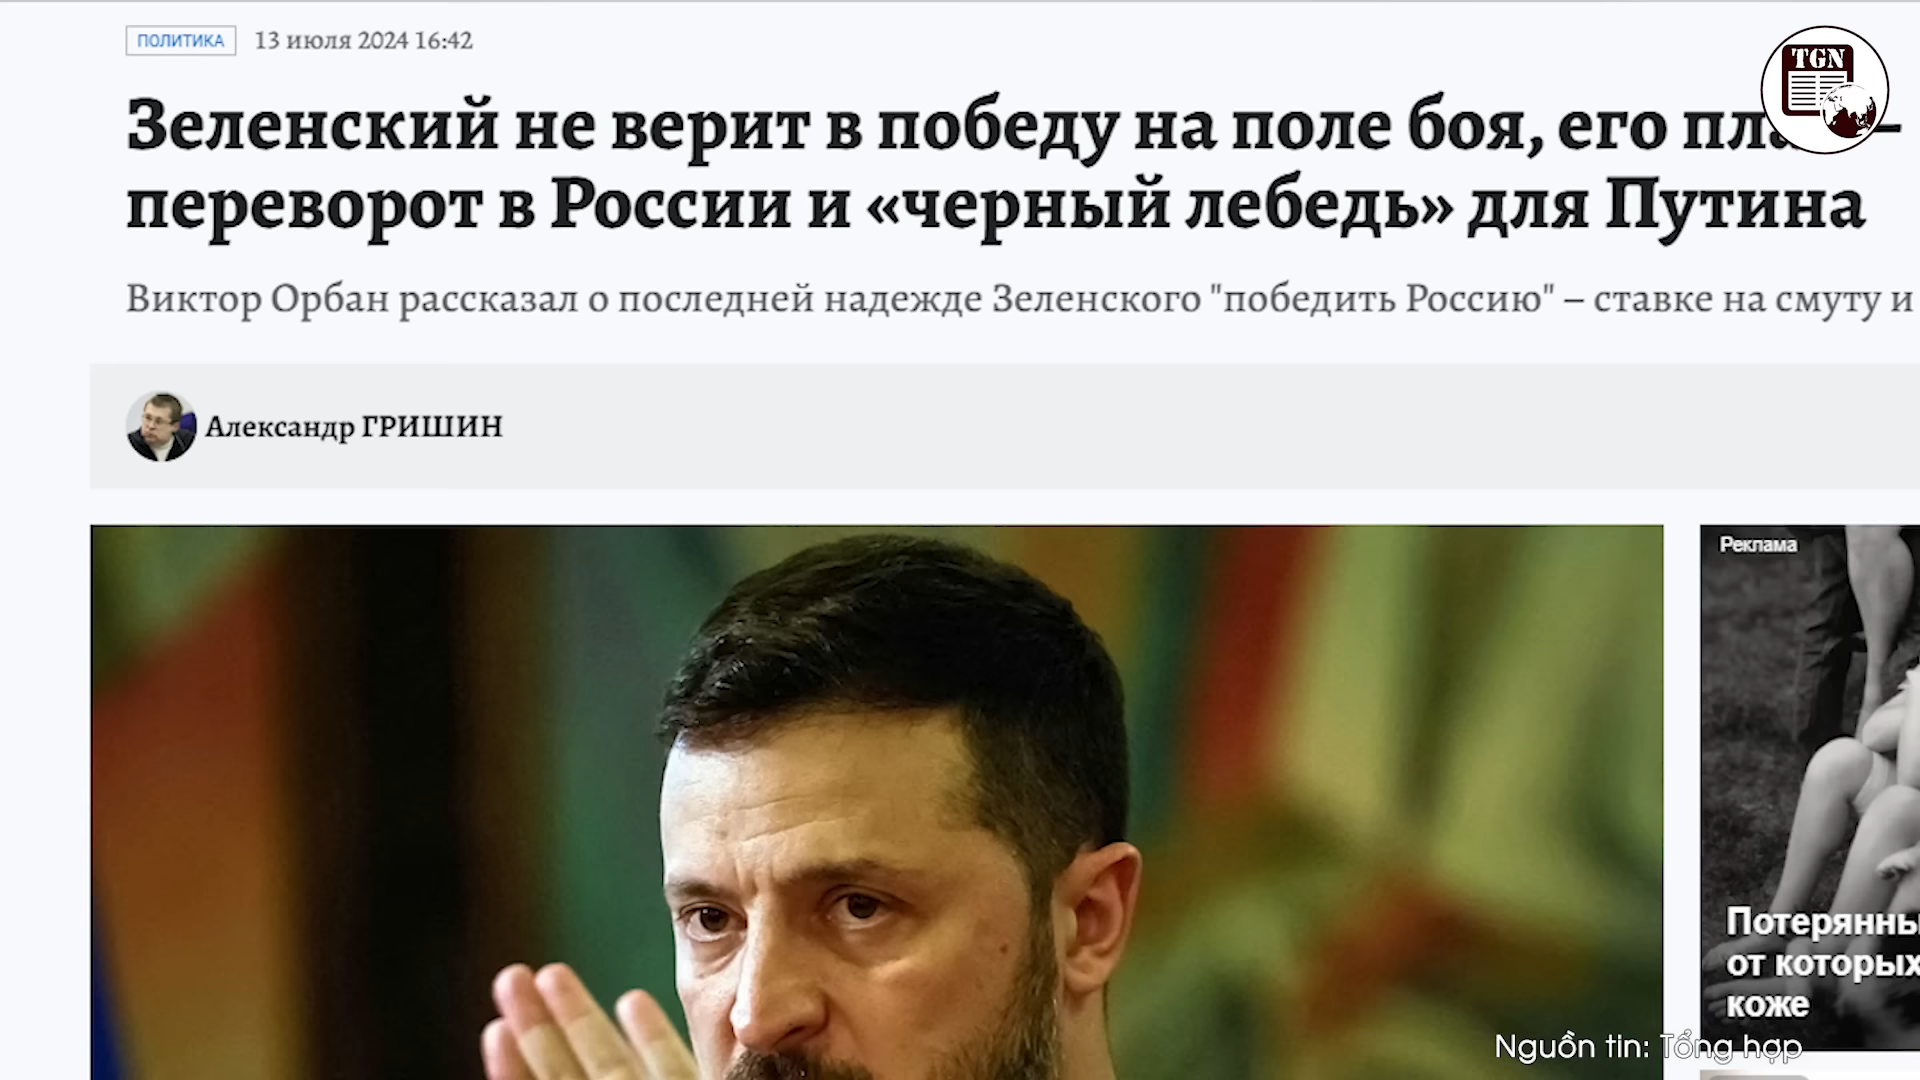 ПОЛИТИКА 13 июля 2024 16:42
TGN
Зеленский не верит в победу на поле боя, его –
переворот в России и «черный лебедь» для Путина
Виктор Орбан рассказал о последней надежде Зеленского "победить Россию" – ставке на смуту и
Александр ГРИШИН
Реклама
от которых
коже
Nguồn tin: Tổng hợp